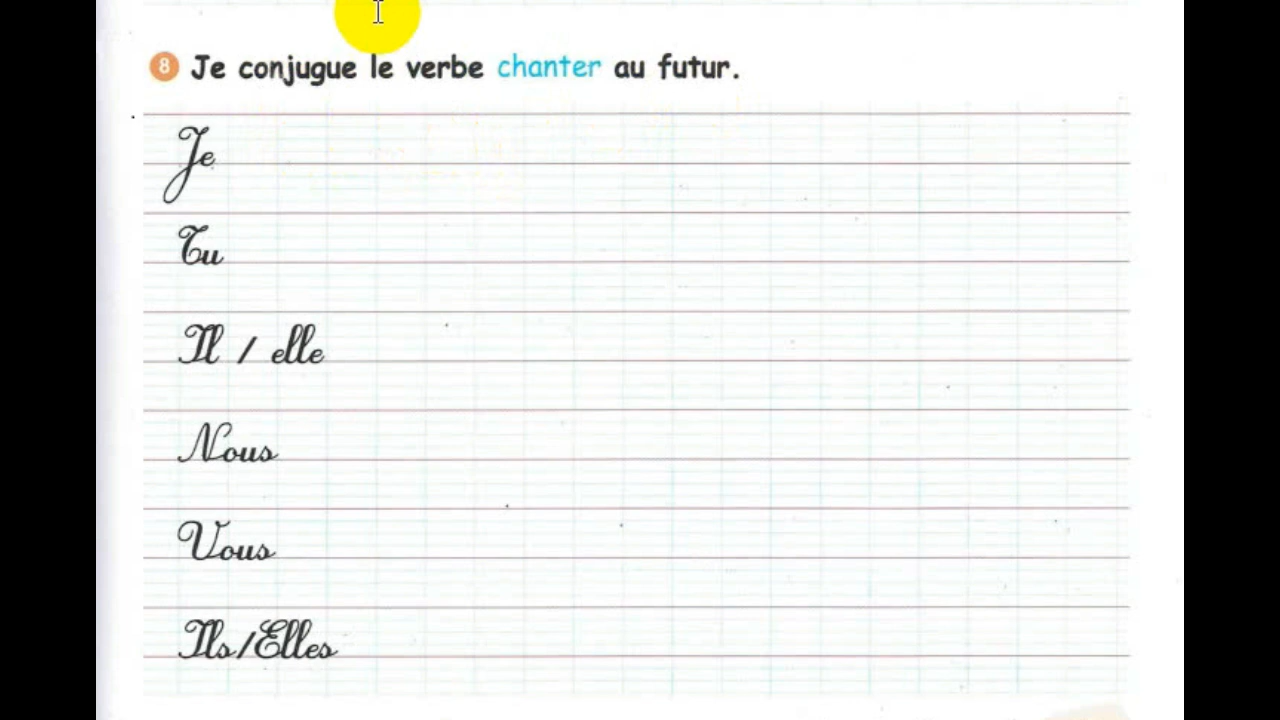 8 Je conjugue le verbe chanter au futur.
Je
Tu
Il / elle
Nous
Vous
Ils/Elles